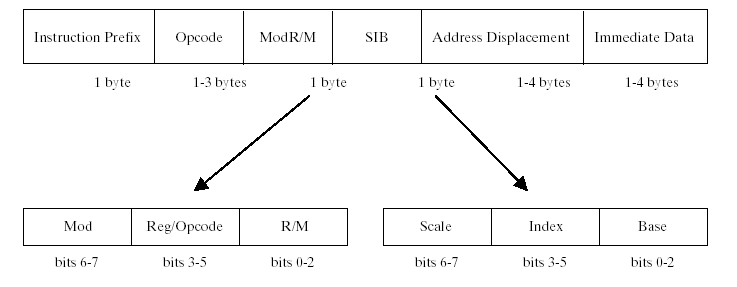 Instruction Prefix Opcode ModR/M SIB Address Displacement Immediate Data
1 byte 1-3 bytes 1 byte 1 byte 1-4 bytes 1-4 bytes
Mod Reg/Opcode R/M Scale Index Base
bits 6-7 bits 3-5 bits 0-2 bits 6-7 bits 3-5 bits 0-2